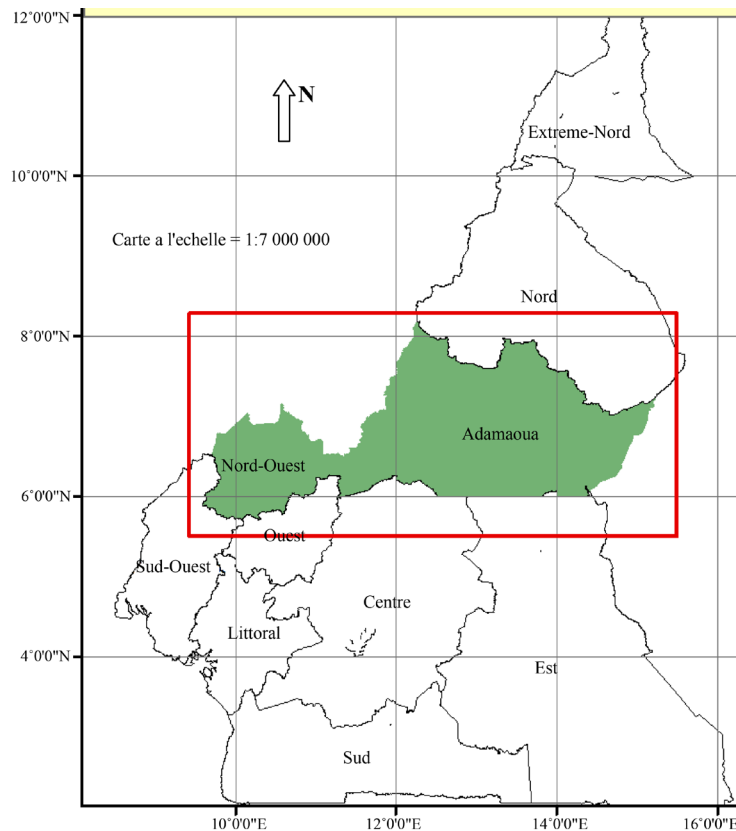 12°0'0"N
N
Extreme-Nord
10°0'0"N
Carte a l'echelle = 1:7 000 000
Nord
8°0'0"N
Adamaoua
Nord-Ouest
6°0'0"N
Ouest
Sud-Ouest
Centre
Littoral
4°0'0"N
Est
Sud
10°0'0"E
12°0'0"E
14°0'0"E
16°0'0"E